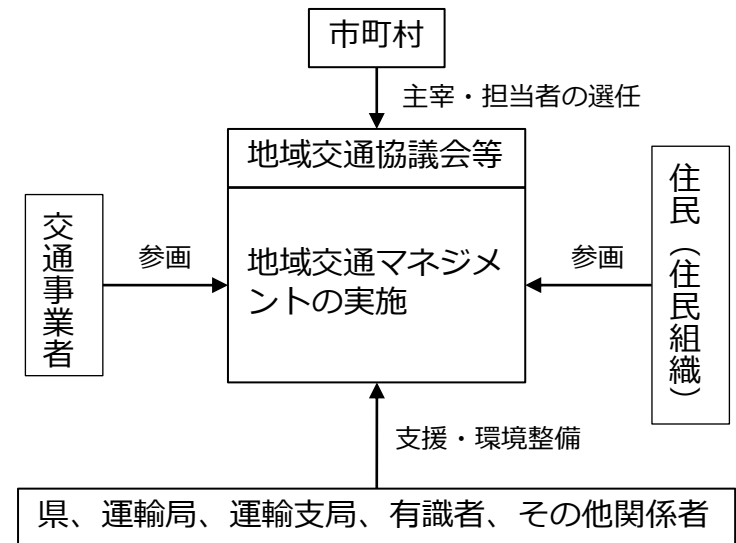 市町村
主宰・担当者の選任
地域交通協議会等
交通事業者
参画
地域交通マネジメ
ントの実施
参画
住民（住民組織）
支援・環境整備
県、運輸局、運輸支局、有識者、その他関係者